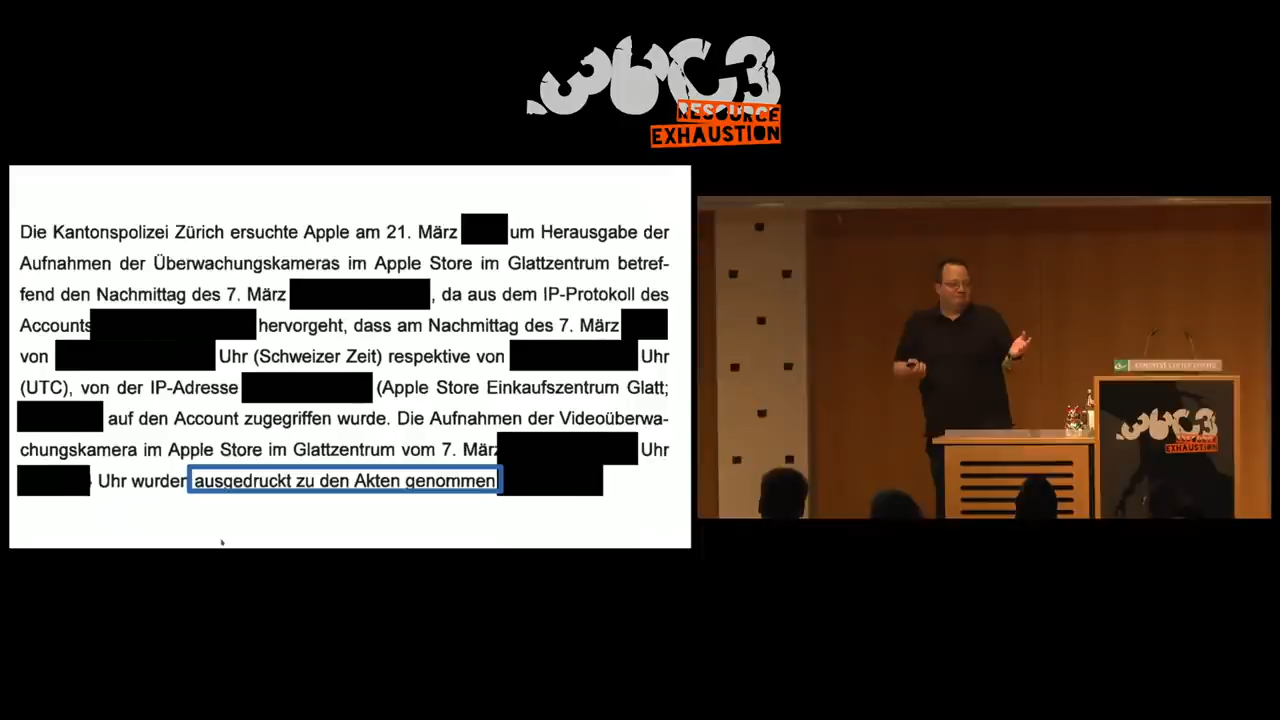 36C3
RESOURCE
EXHAUSTION
Die Kantonspolizei Zürich ersuchte Apple am 21. März um Herausgabe der
Aufnahmen der Überwachungskameras im Apple Store im Glattzentrum betref-
fend den Nachmittag des 7. März , da aus dem IP-Protokoll des
Accounts hervorgeht, dass am Nachmittag des 7. März
von Uhr (Schweizer Zeit) respektive von Uhr
(UTC), von der IP-Adresse (Apple Store Einkaufszentrum Glatt;
auf den Account zugegriffen wurde. Die Aufnahmen der Videoüberwa-
chungskamera im Apple Store im Glattzentrum vom 7. März Uhr
Uhr wurden ausgedruckt zu den Akten genommen
36C3
RESOURCE
EXHAUSTION